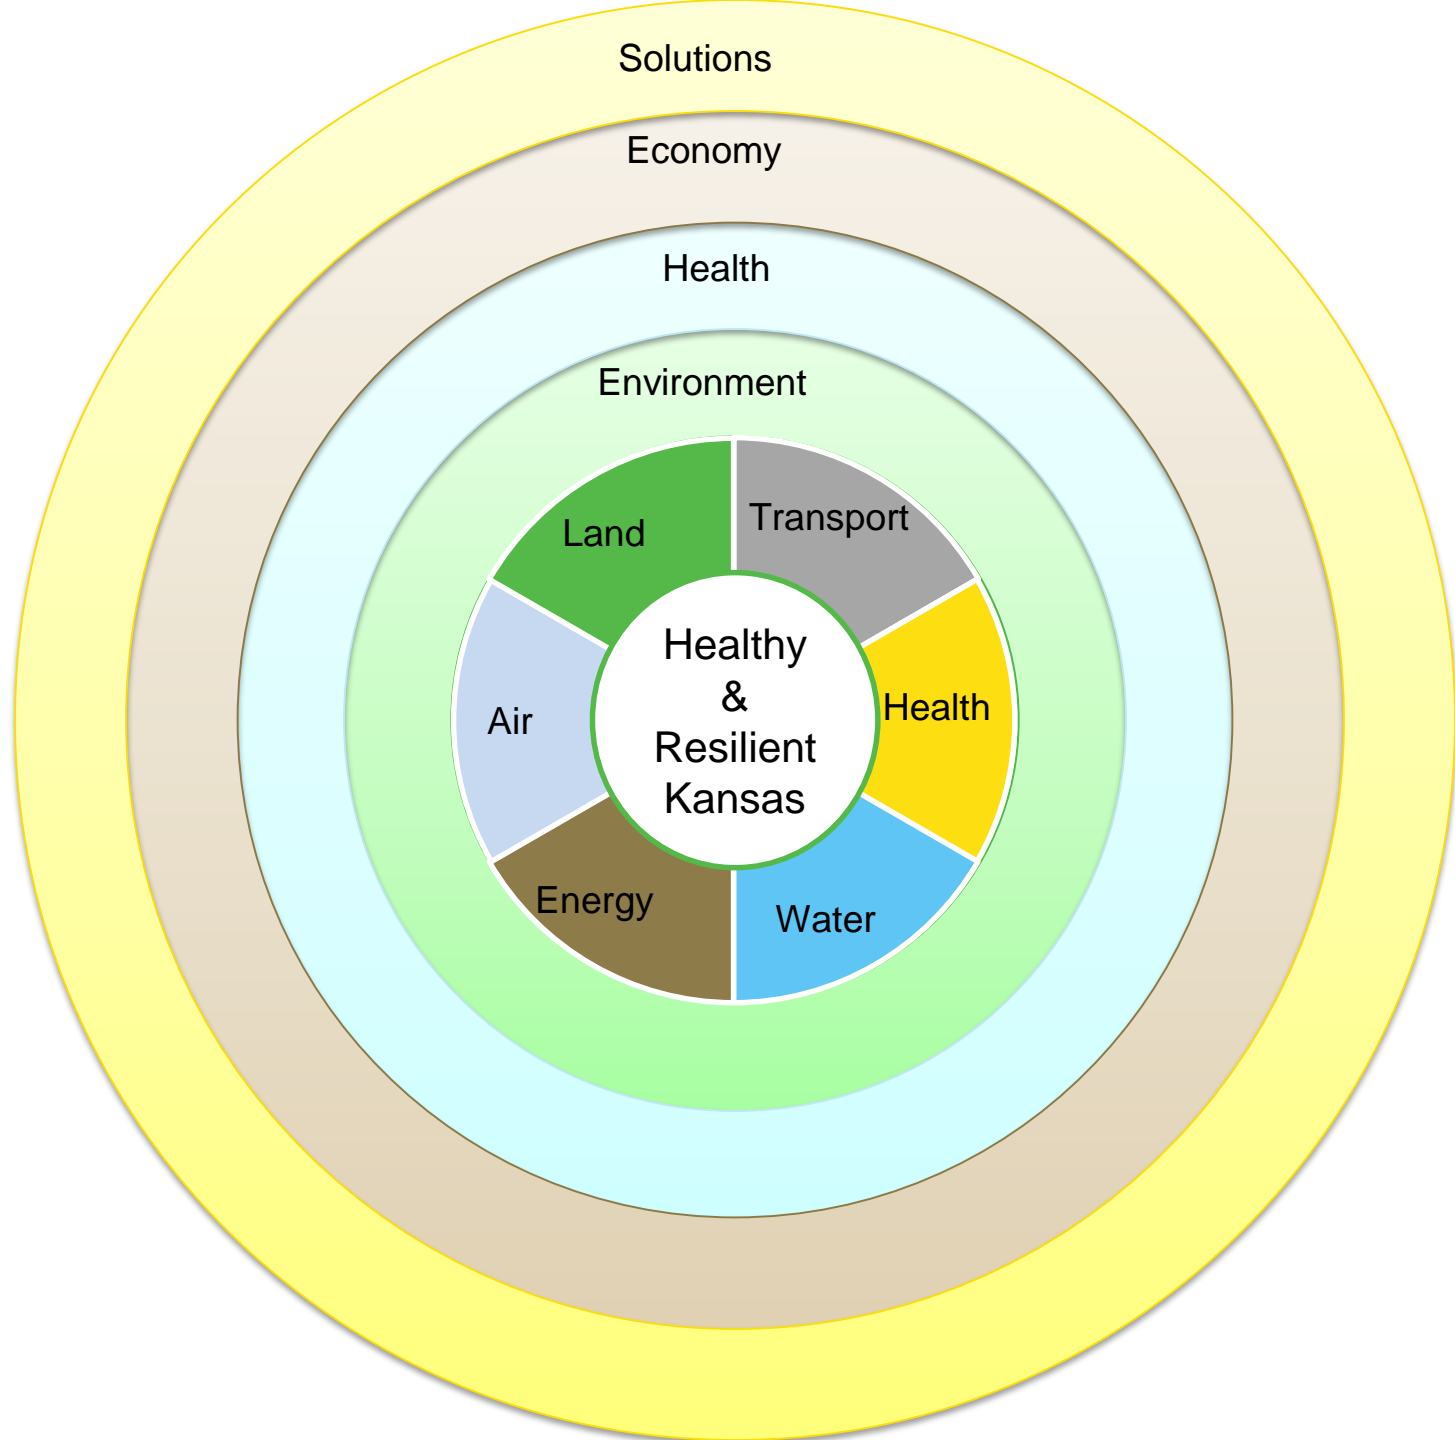 Solutions
Economy
Health
Environment
Land
Transport
Healthy
&
Resilient
Kansas
Air
Health
Energy
Water